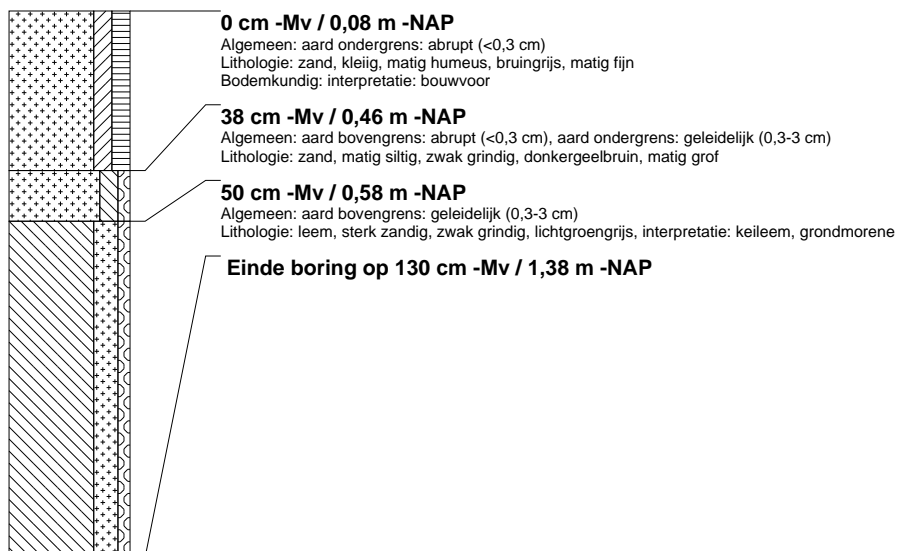 0 cm -Mv / 0,08 m -NAP
Algemeen: aard ondergrens: abrupt (<0,3 cm)
Lithologie: zand, kleiig, matig humeus, bruingrijs, matig fijn
Bodemkundig: interpretatie: bouwvoor
38 cm -Mv / 0,46 m -NAP
Algemeen: aard bovengrens: abrupt (<0,3 cm), aard ondergrens: geleidelijk (0,3-3 cm)
Lithologie: zand, matig siltig, zwak grindig, donkergeelbruin, matig grof
50 cm -Mv / 0,58 m -NAP
Algemeen: aard bovengrens: geleidelijk (0,3-3 cm)
Lithologie: leem, sterk zandig, zwak grindig, lichtgroengrijs, interpretatie: keileem, grondmorene
Einde boring op 130 cm -Mv / 1,38 m -NAP